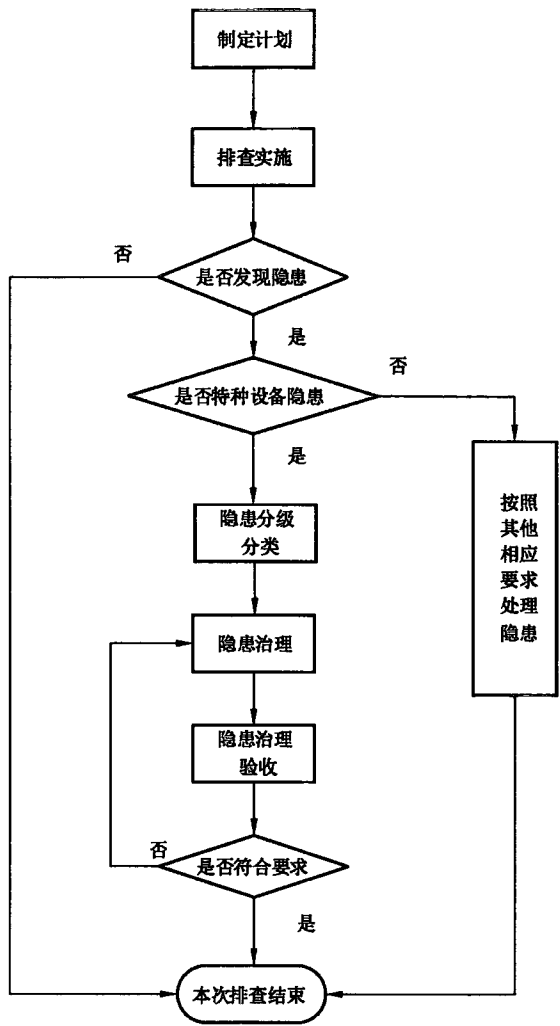 制定计划
排查实施
否
是否发现隐患
是
否
是否特种设备隐患
是
隐患分级
分类
按照
其他
相应
要求
处理
隐患
隐患治理
隐患治理
验收
否
是否符合要求
是
本次排查结束